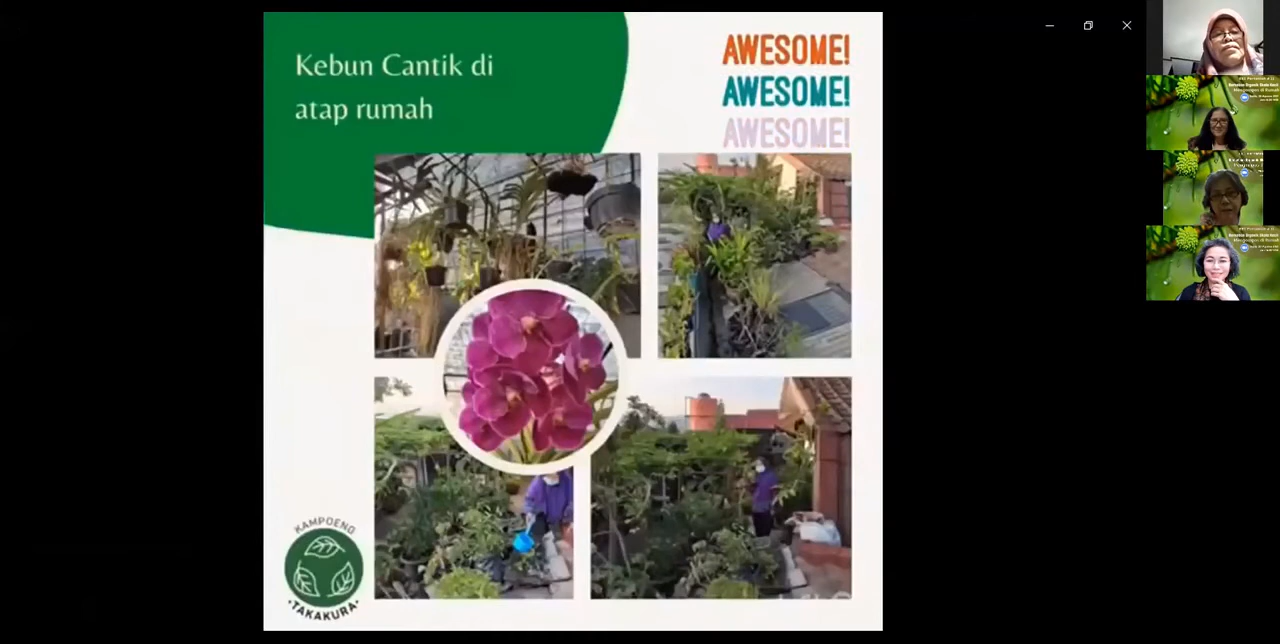 Kebun Cantik di
atap rumah
AWESOME!
AWESOME!
AWESOME!
KAMPOENG
•TAKAKURA•